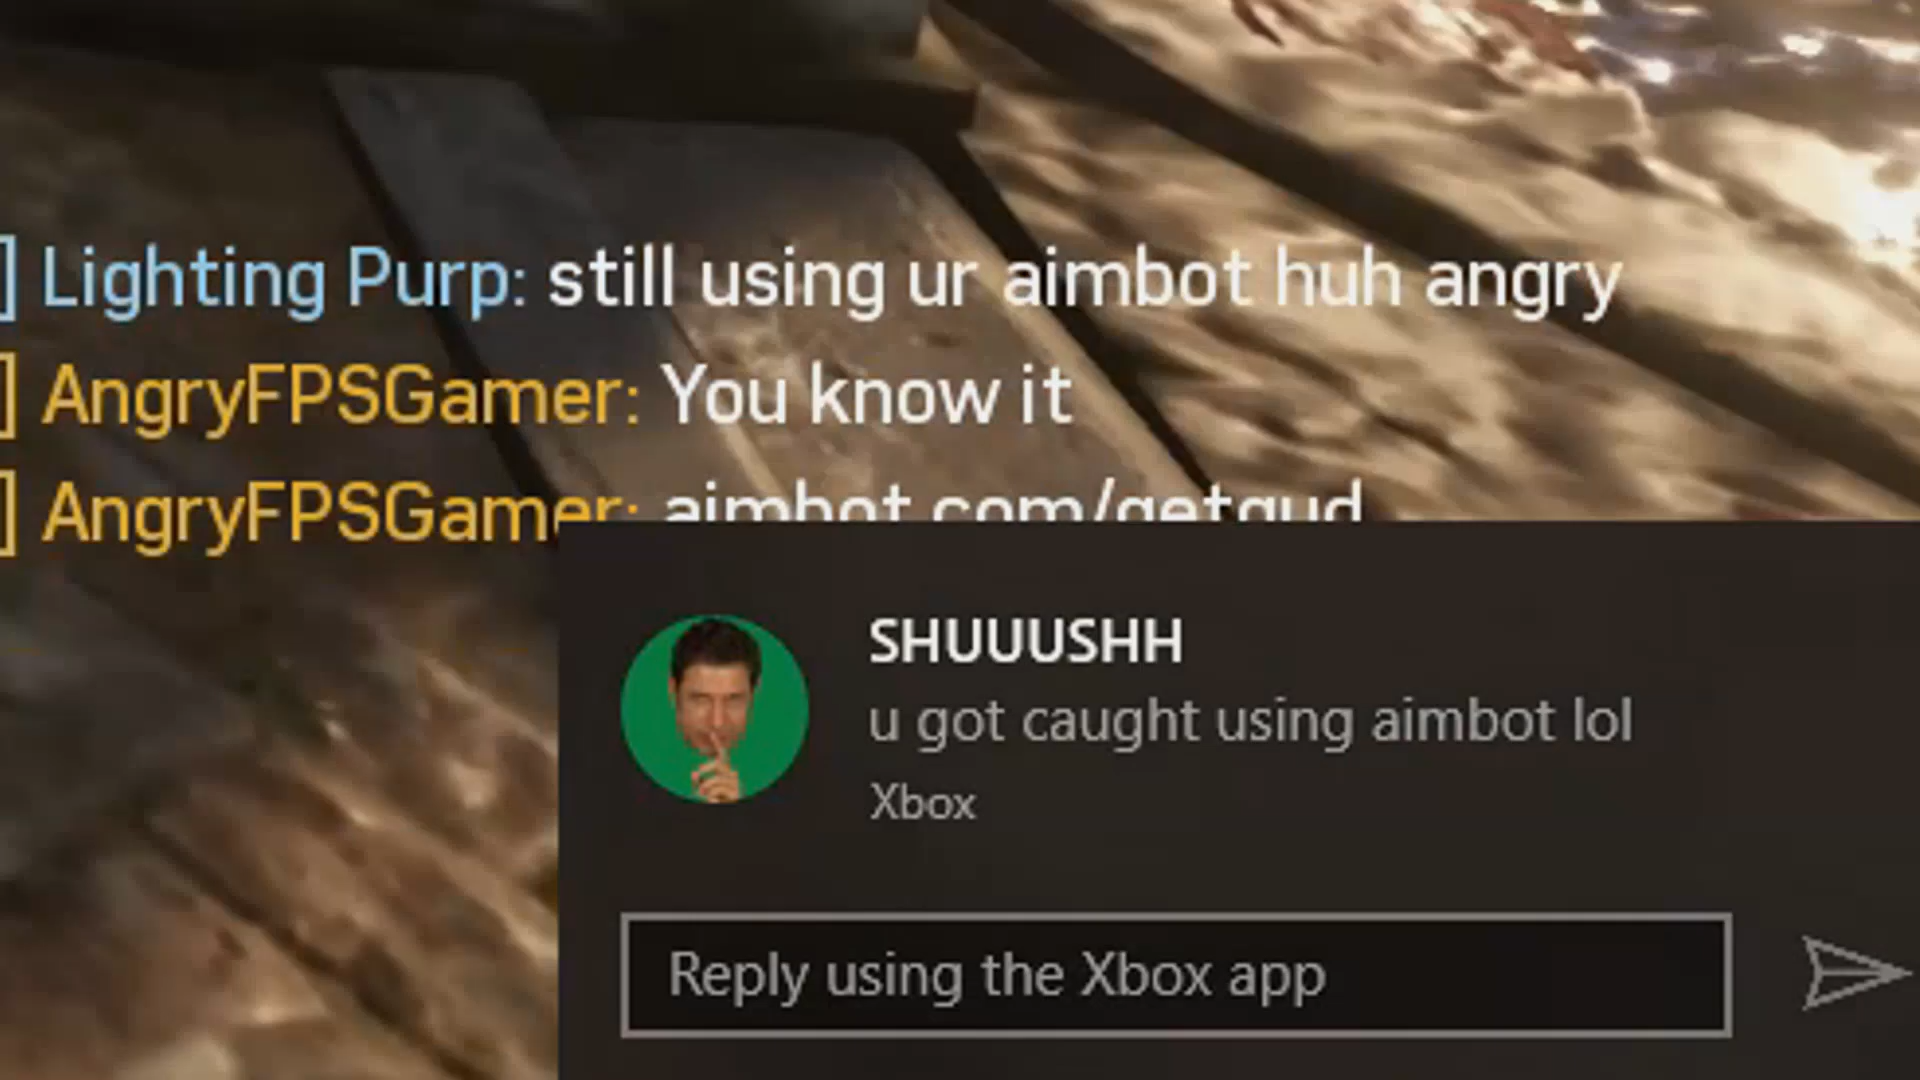 ] Lighting Purp: still using ur aimbot huh angry
] AngryFPSGamer: You know it
] AngryFPSGamer: aimbot.com/getgud
SHUUUSHH
u got caught using aimbot lol
Xbox
Reply using the Xbox app